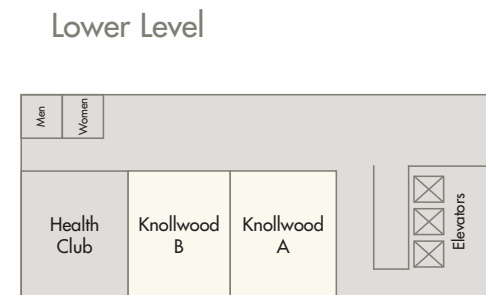 Lower Level
Men
Women
Health
Club
Knollwood
B
Knollwood
A
Elevators